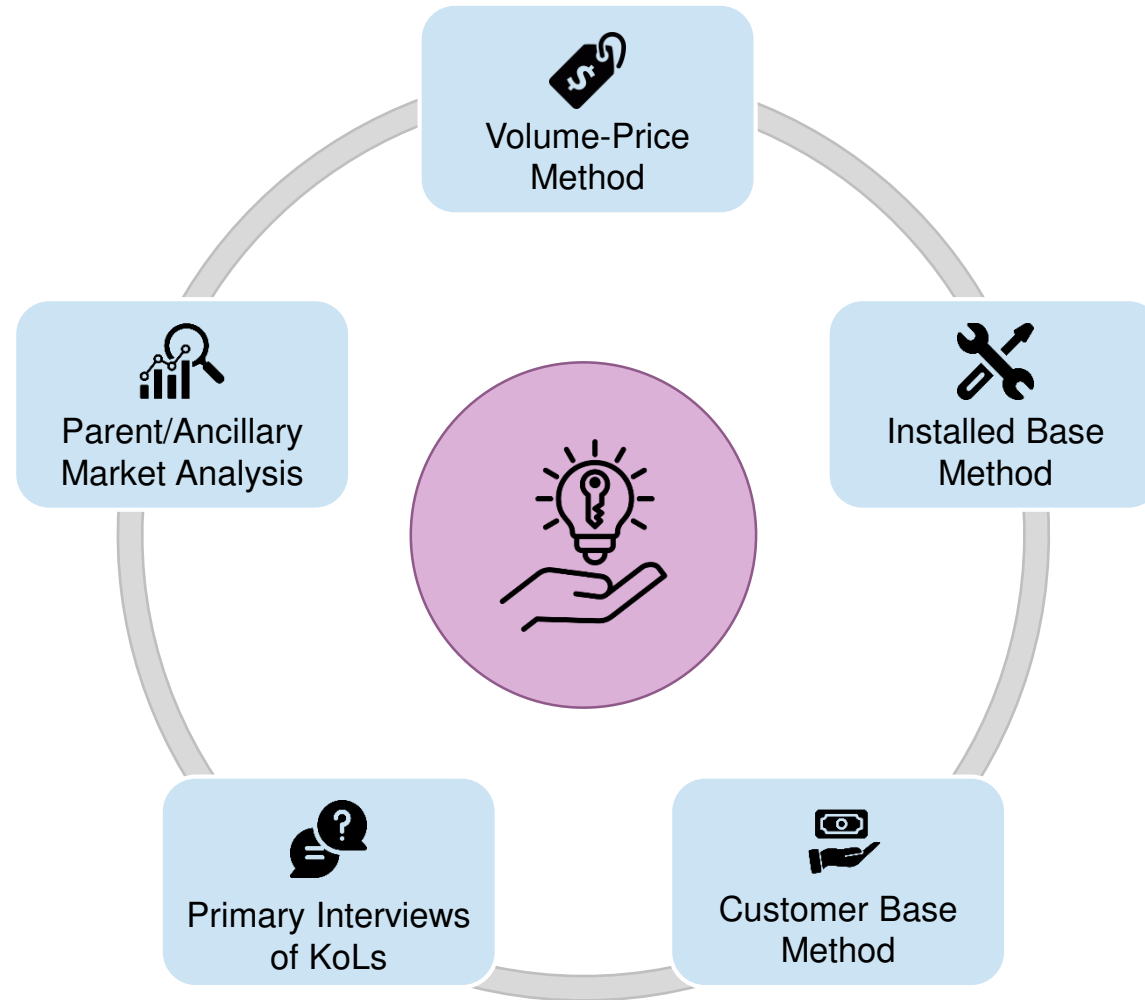 Volume-Price
Method
Parent/Ancillary
Market Analysis
Installed Base
Method
Primary Interviews
of KoLs
Customer Base
Method